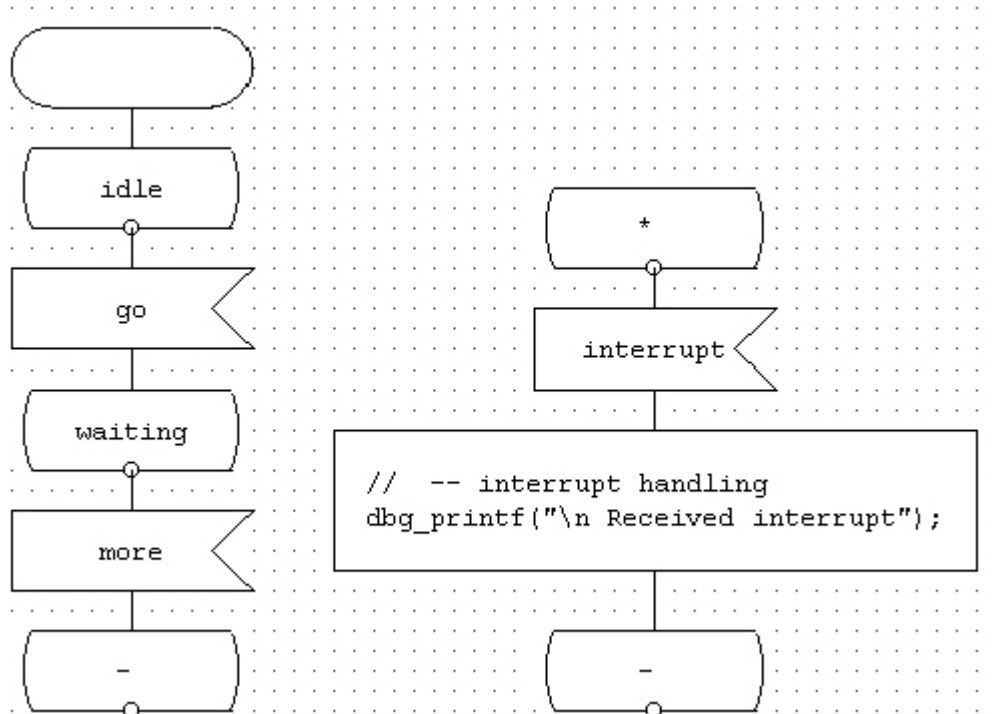 idle
go
waiting
more
-
*
interrupt
//  -- interrupt handling
dbg_printf("\n Received interrupt");
-